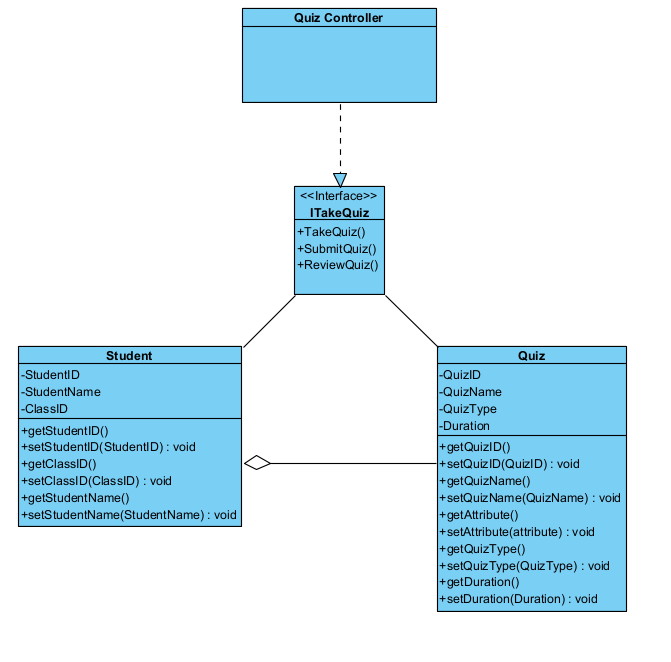 Quiz Controller
<<Interface>>
ITakeQuiz
+TakeQuiz()
+SubmitQuiz()
+ReviewQuiz()
Student
-StudentID
-StudentName
-ClassID
+getStudentID()
+setStudentID(StudentID) : void
+getClassID()
+setClassID(ClassID) : void
+getStudentName()
+setStudentName(StudentName) : void
Quiz
-QuizID
-QuizName
-QuizType
-Duration
+getQuizID()
+setQuizID(QuizID) : void
+getQuizName()
+setQuizName(QuizName) : void
+getAttribute()
+setAttribute(attribute) : void
+getQuizType()
+setQuizType(QuizType) : void
+getDuration()
+setDuration(Duration) : void